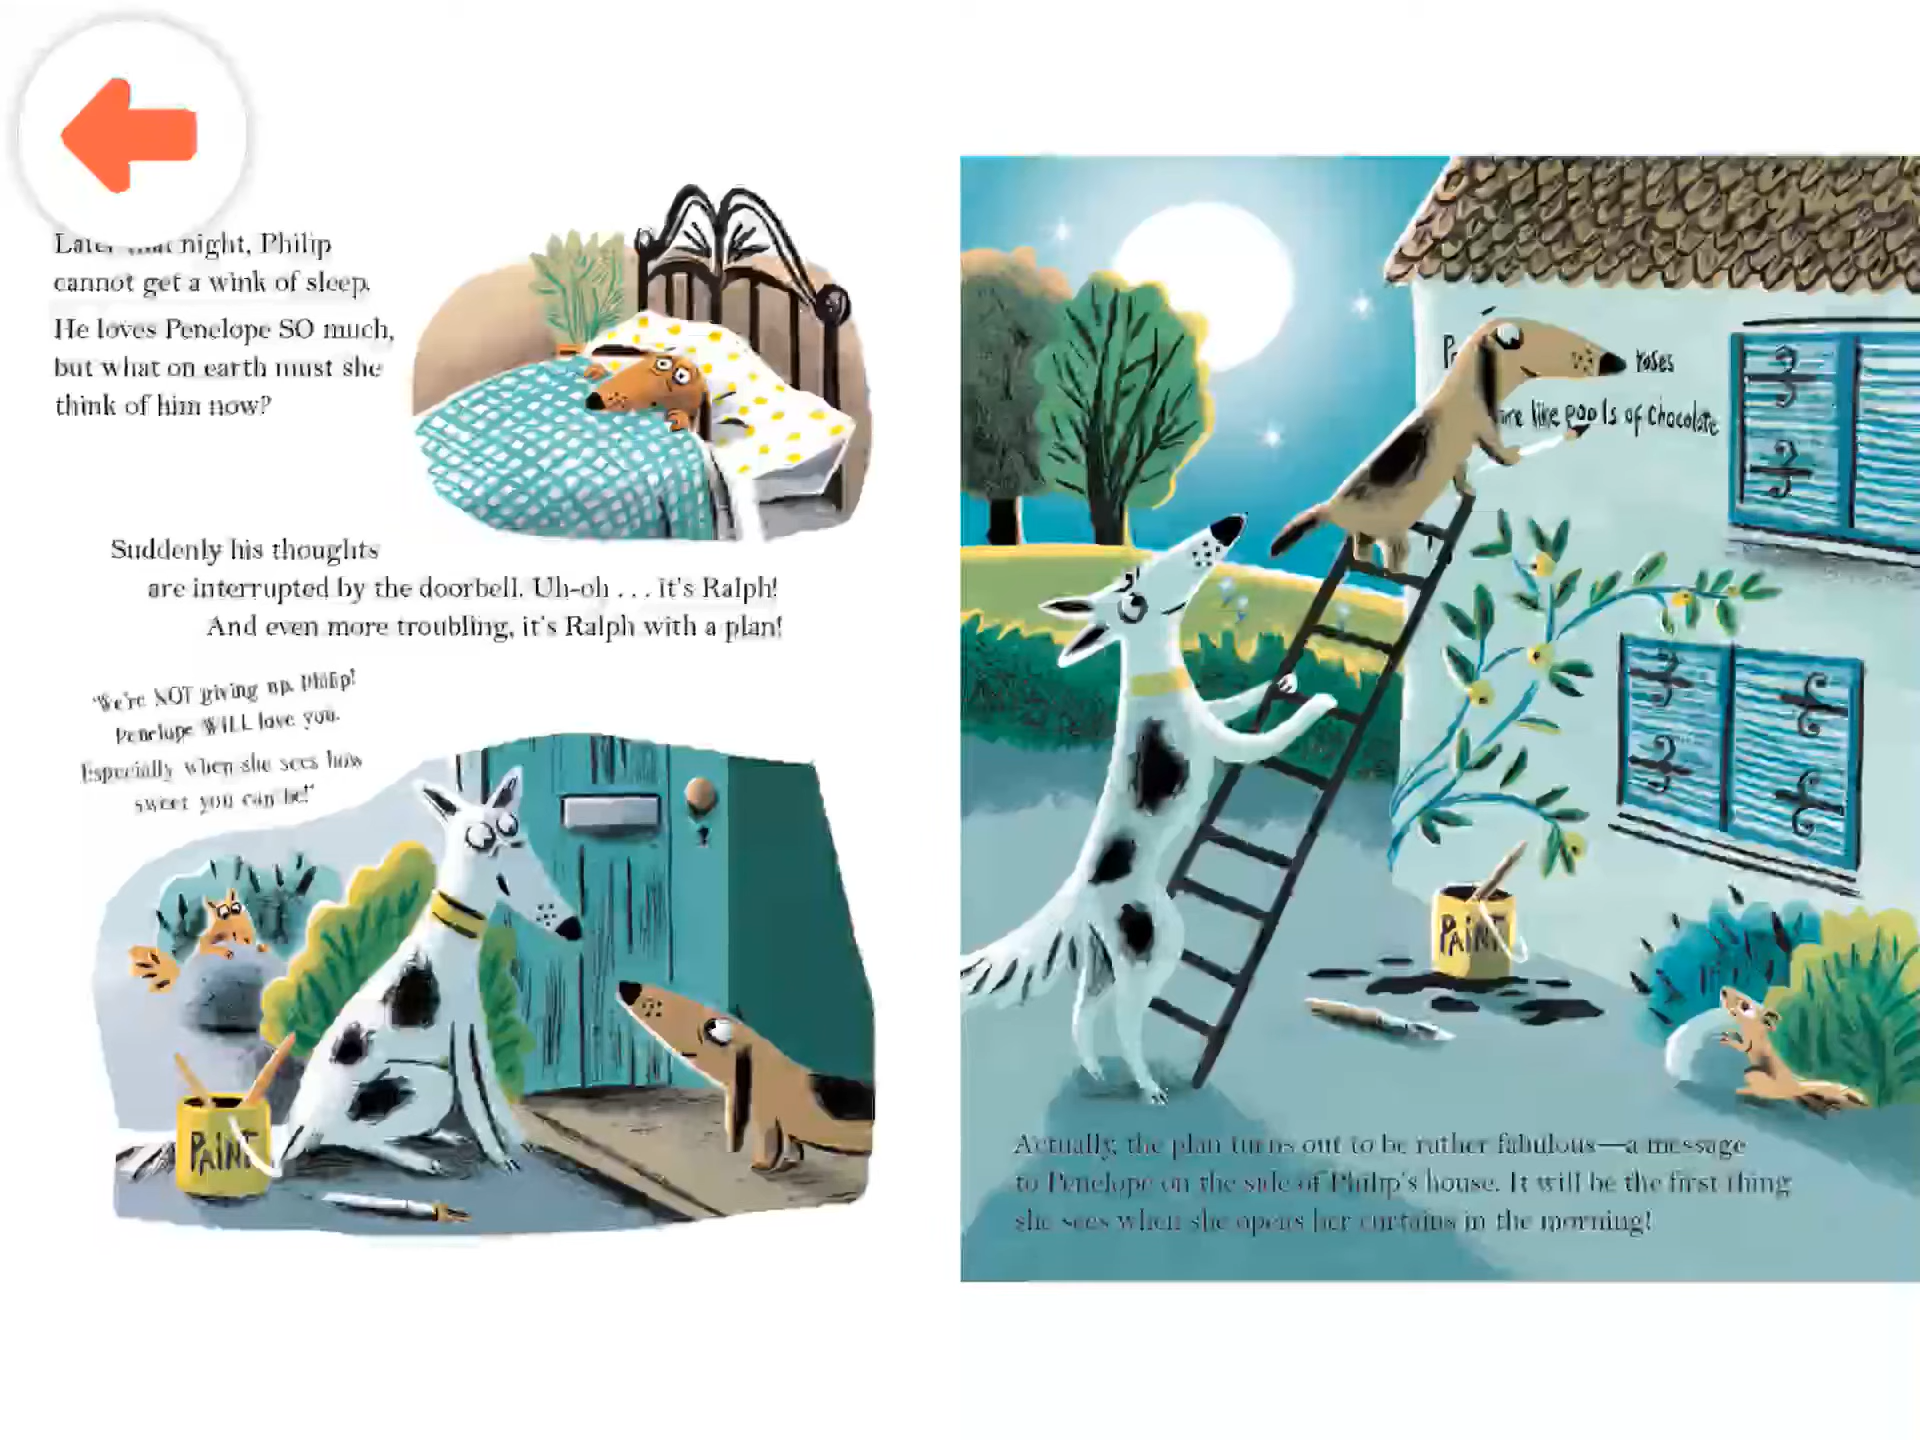 Later that night, Philip
cannot get a wink of sleep.
He loves Penelope SO much,
but what on earth must she
think of him now?
Suddenly his thoughts
are interrupted by the doorbell. Uh-oh . . . it's Ralph!
And even more troubling, it's Ralph with a plan!
"We're NOT giving up, Philip!
Penelope WILL love you.
Especially when she sees how
sweet you can be!"
PAINT
roses
are like pools of chocolate
PAINT
Actually, the plan turns out to be rather fabulous—a message
to Penelope on the side of Philip's house. It will be the first thing
she sees when she opens her curtains in the morning!